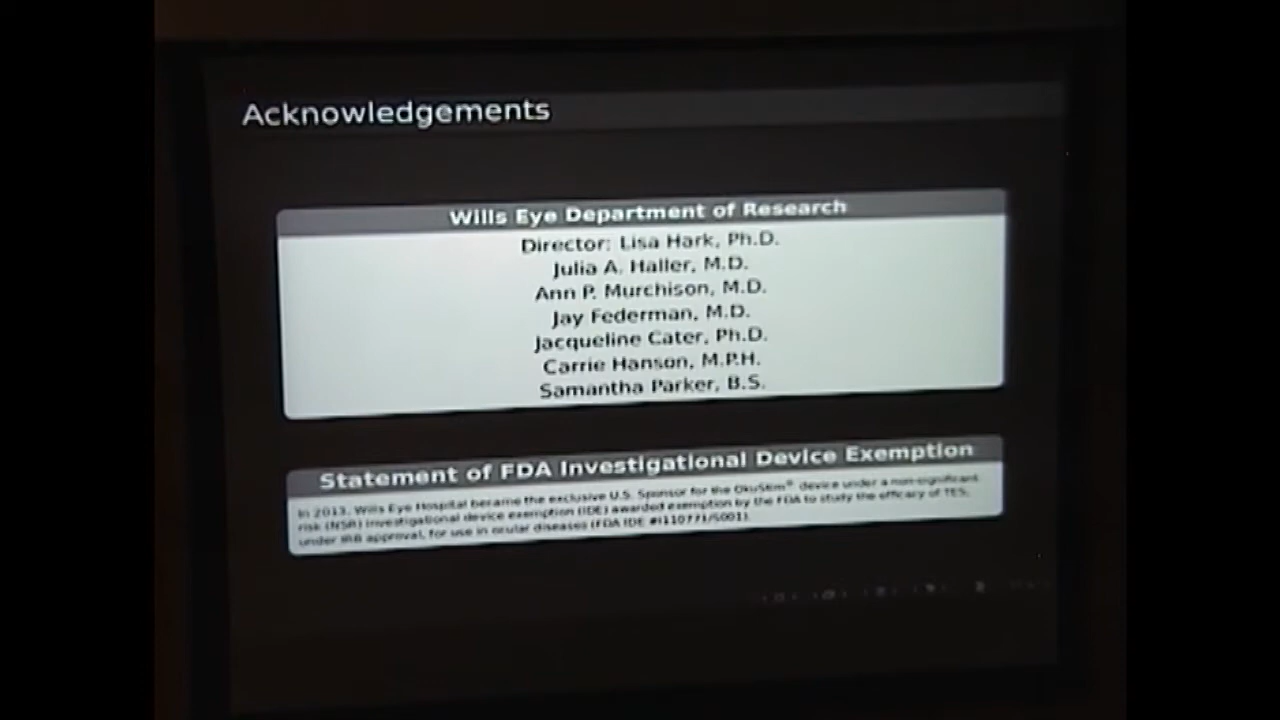 Acknowledgements
Wills Eye Department of Research
Director: Lisa Hark, Ph.D.
Julia A. Haller, M.D.
Ann P. Murchison, M.D.
Jay Federman, M.D.
Jacqueline Cater, Ph.D.
Carrie Hanson, M.P.H.
Samantha Parker, B.S.
Statement of FDA Investigational Device Exemption
In 2013, Wills Eye Hospital became the exclusive U.S. Sponsor for the OkuStim® device under a non-significant
risk (NSR) investigational device exemption (IDE) awarded exemption by the FDA to study the efficacy of TES,
under IRB approval, for use in ocular diseases (FDA IDE #I110771/S001).